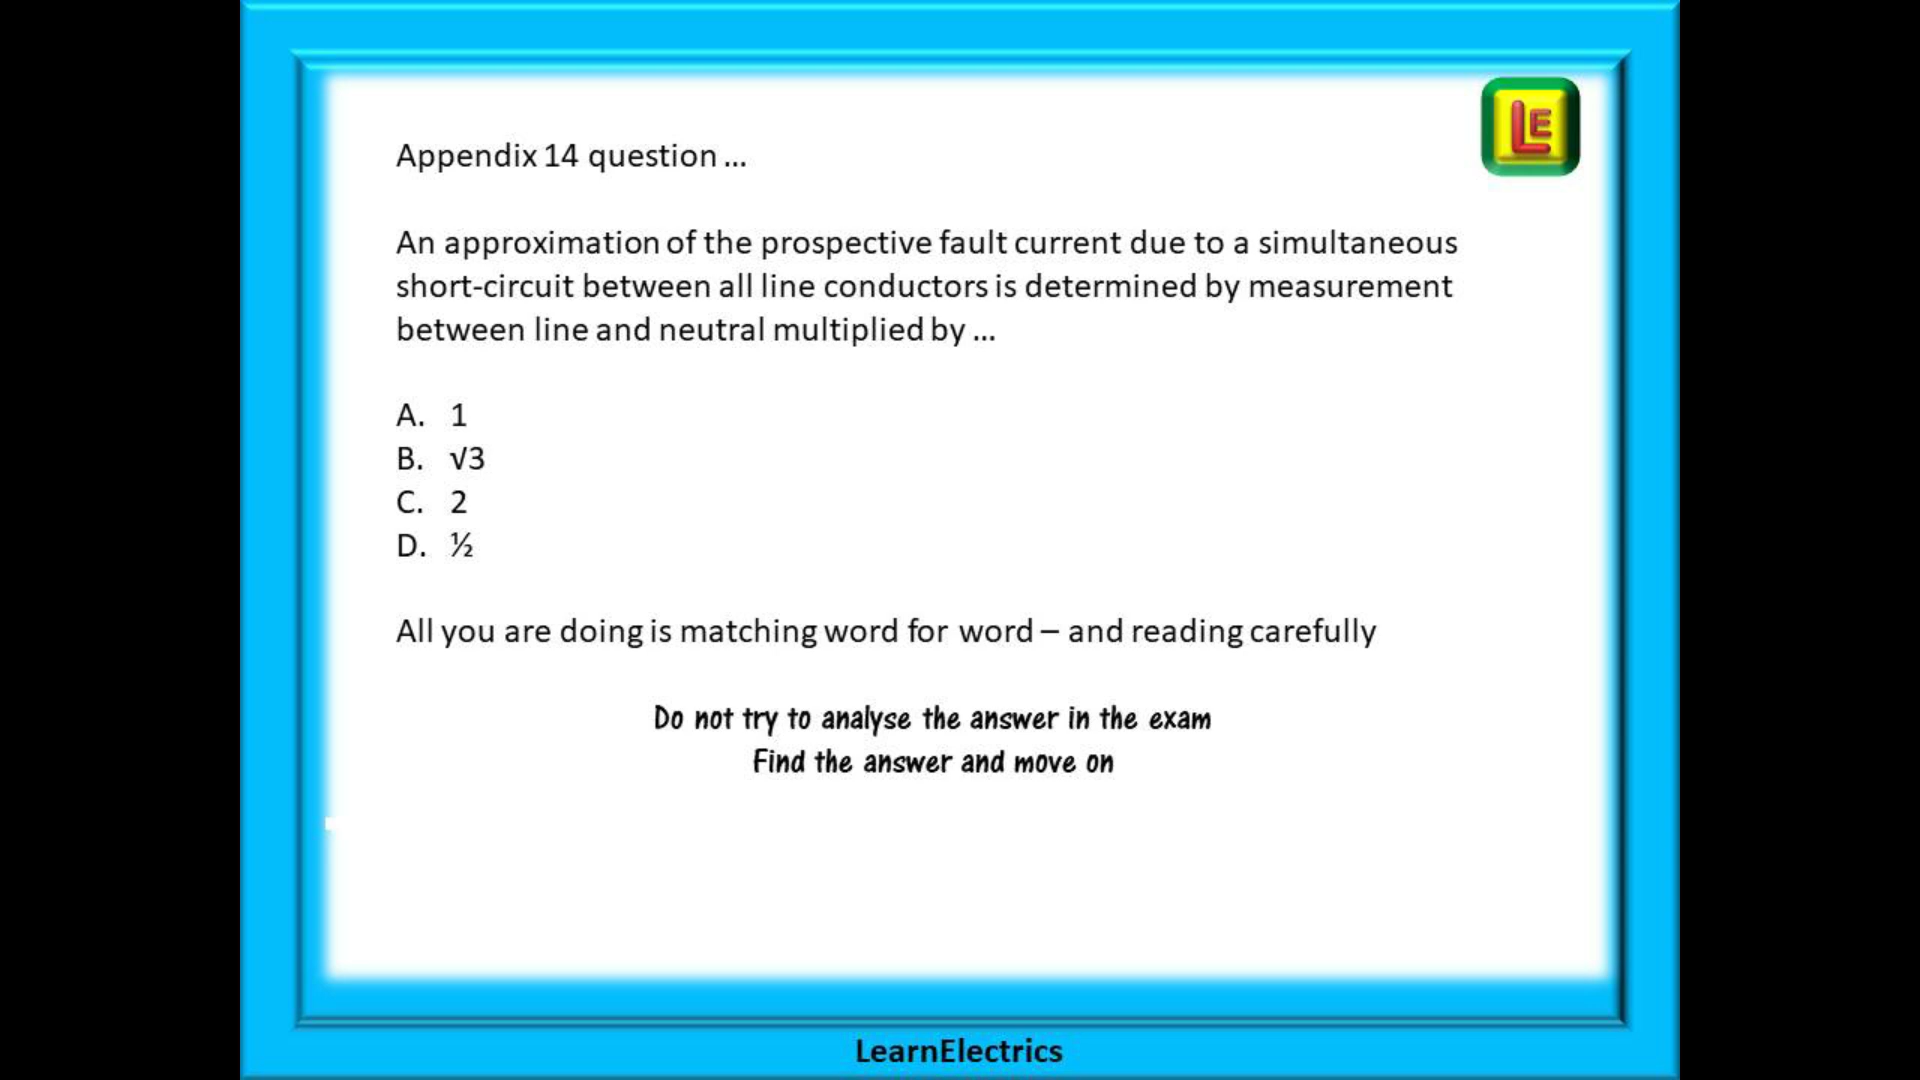 LE
Appendix 14 question ...
An approximation of the prospective fault current due to a simultaneous
short-circuit between all line conductors is determined by measurement
between line and neutral multiplied by ...
A. 1
B. √3
C. 2
D. ½
All you are doing is matching word for word – and reading carefully
Do not try to analyse the answer in the exam
Find the answer and move on
LearnElectrics